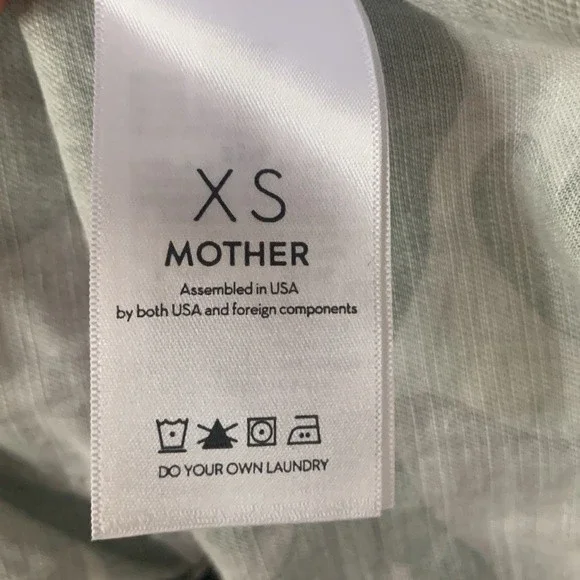 XS
MOTHER
Assembled in USA
by both USA and foreign components
DO YOUR OWN LAUNDRY